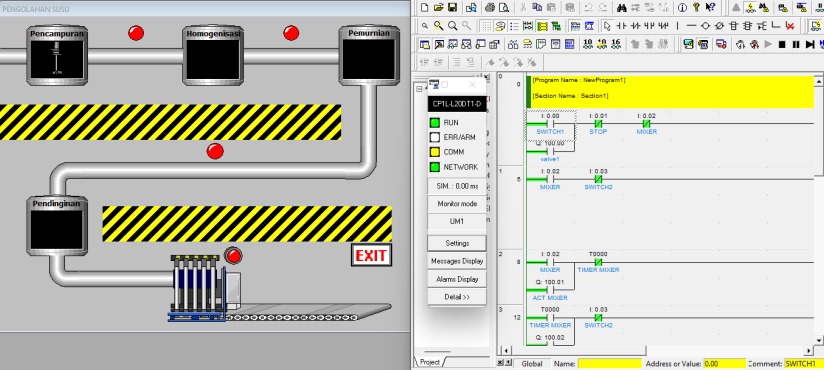 PENGOLAHAN SUSU
Pencampuran
Homogenisasi
Pemurnian
Pendinginan
EXIT
CP1L-L20DT1-D
RUN
ERR/ARM
COMM
NETWORK
SIM. : 0.00 ms
Monitor mode
UM1
Settings
Messages Display
Alarms Display
Detail >>
Project
0
0
[Program Name : NewProgram1]
[Section Name : Section1]
I: 0.00
I: 0.01
I: 0.02
SWITCH1
STOP
MIXER
Q: 100.00
valve1
1
5
I: 0.02
I: 0.03
MIXER
SWITCH2
2
8
I: 0.02
T0000
MIXER
TIMER MIXER
Q: 100.01
ACT MIXER
3
12
T0000
I: 0.03
TIMER MIXER
SWITCH2
Q: 100.02
Global
Name:
Address or Value: 0.00
Comment: SWITCH1